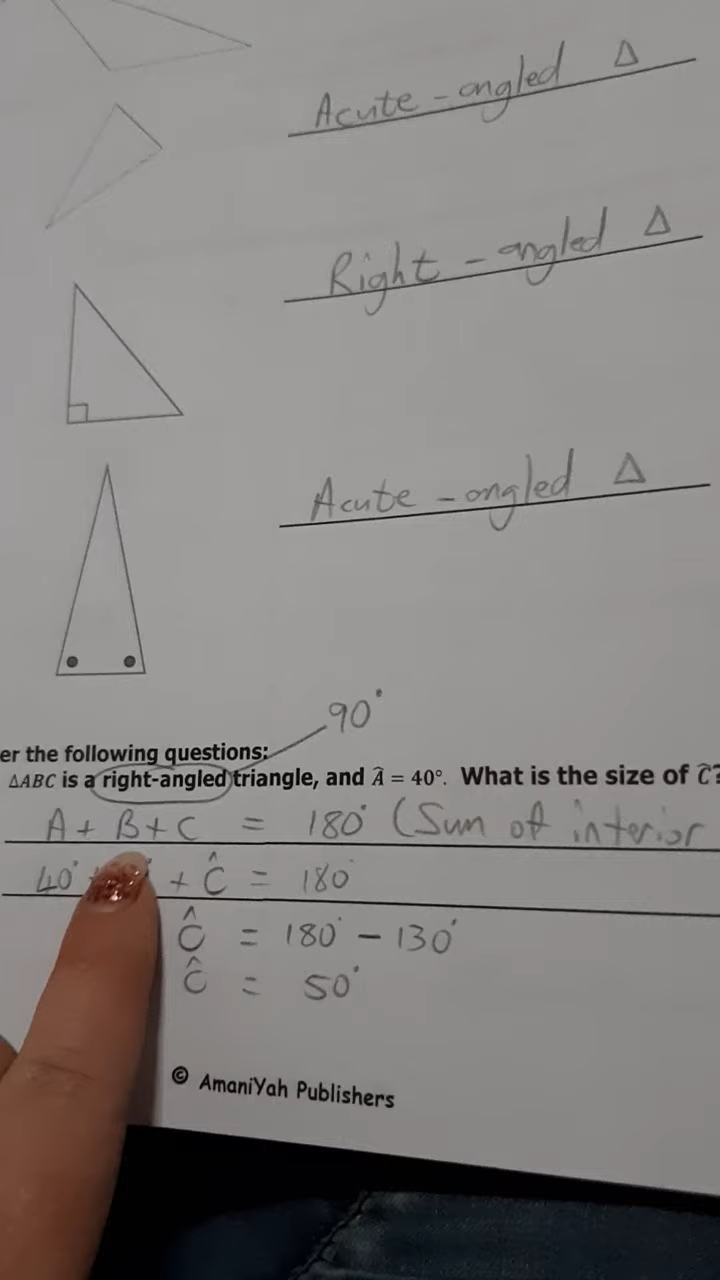 Acute-angled Δ
Right-angled Δ
Acute-angled Δ
90°
er the following questions:
ΔABC is a right-angled triangle, and Â = 40°. What is the size of Ĉ?
A + B + C = 180° (Sum of interior
40° + Ĉ = 180°
Ĉ = 180° - 130°
Ĉ = 50°
© AmaniYah Publishers